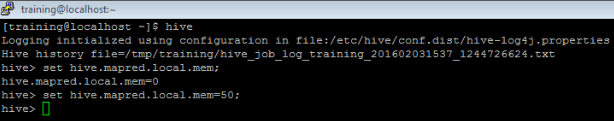 training@localhost:~
[training@localhost ~]$ hive
Logging initialized using configuration in file:/etc/hive/conf.dist/hive-log4j.properties
Hive history file=/tmp/training/hive_job_log_training_201602031537_1244726624.txt
hive> set hive.mapred.local.mem;
hive.mapred.local.mem=0
hive> set hive.mapred.local.mem=50;
hive>